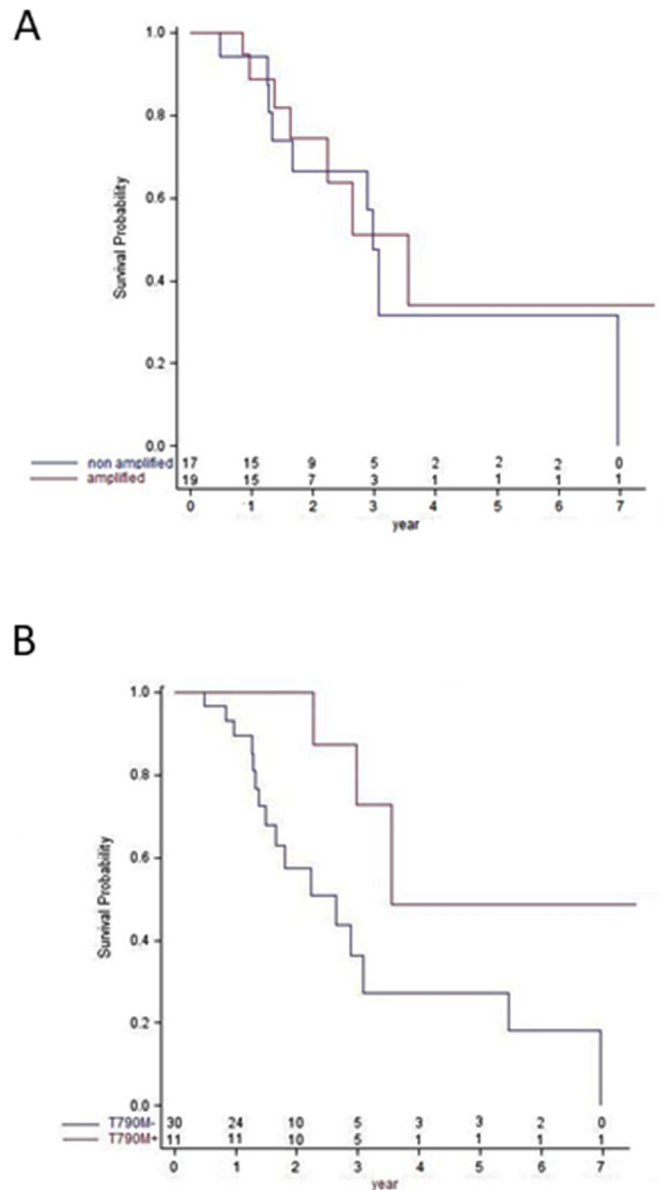 A
1.0
0.8
0.6
0.4
0.2
0.0
Survival Probability
non amplified 17 15 9 5 2 2 2 0
amplified 19 15 7 3 1 1 1 1
0 1 2 3 4 5 6 7
year
B
1.0
0.8
0.6
0.4
0.2
0.0
Survival Probability
T790M- 30 24 10 5 3 3 2 0
T790M+ 11 11 10 5 1 1 1 1
0 1 2 3 4 5 6 7
year